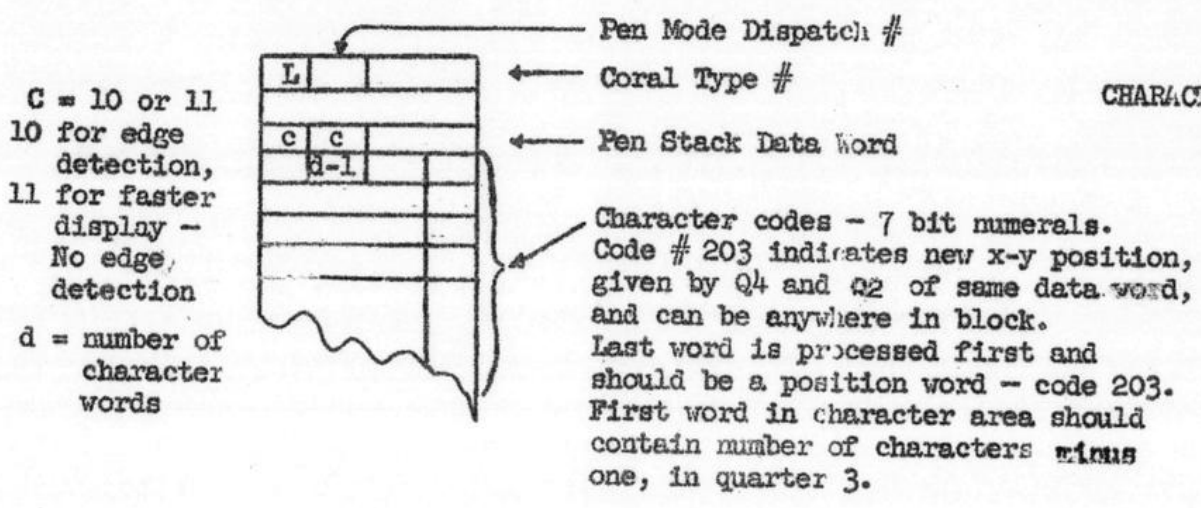 Pen Mode Dispatch #
Coral Type #
CHARAC
Pen Stack Data Word
L
c c
d-1
C = 10 or 11
10 for edge
detection,
11 for faster
display -
No edge
detection
d = number of
character
words
Character codes - 7 bit numerals.
Code # 203 indicates new x-y position,
given by Q4 and Q2 of same data word,
and can be anywhere in block.
Last word is processed first and
should be a position word - code 203.
First word in character area should
contain number of characters minus
one, in quarter 3.